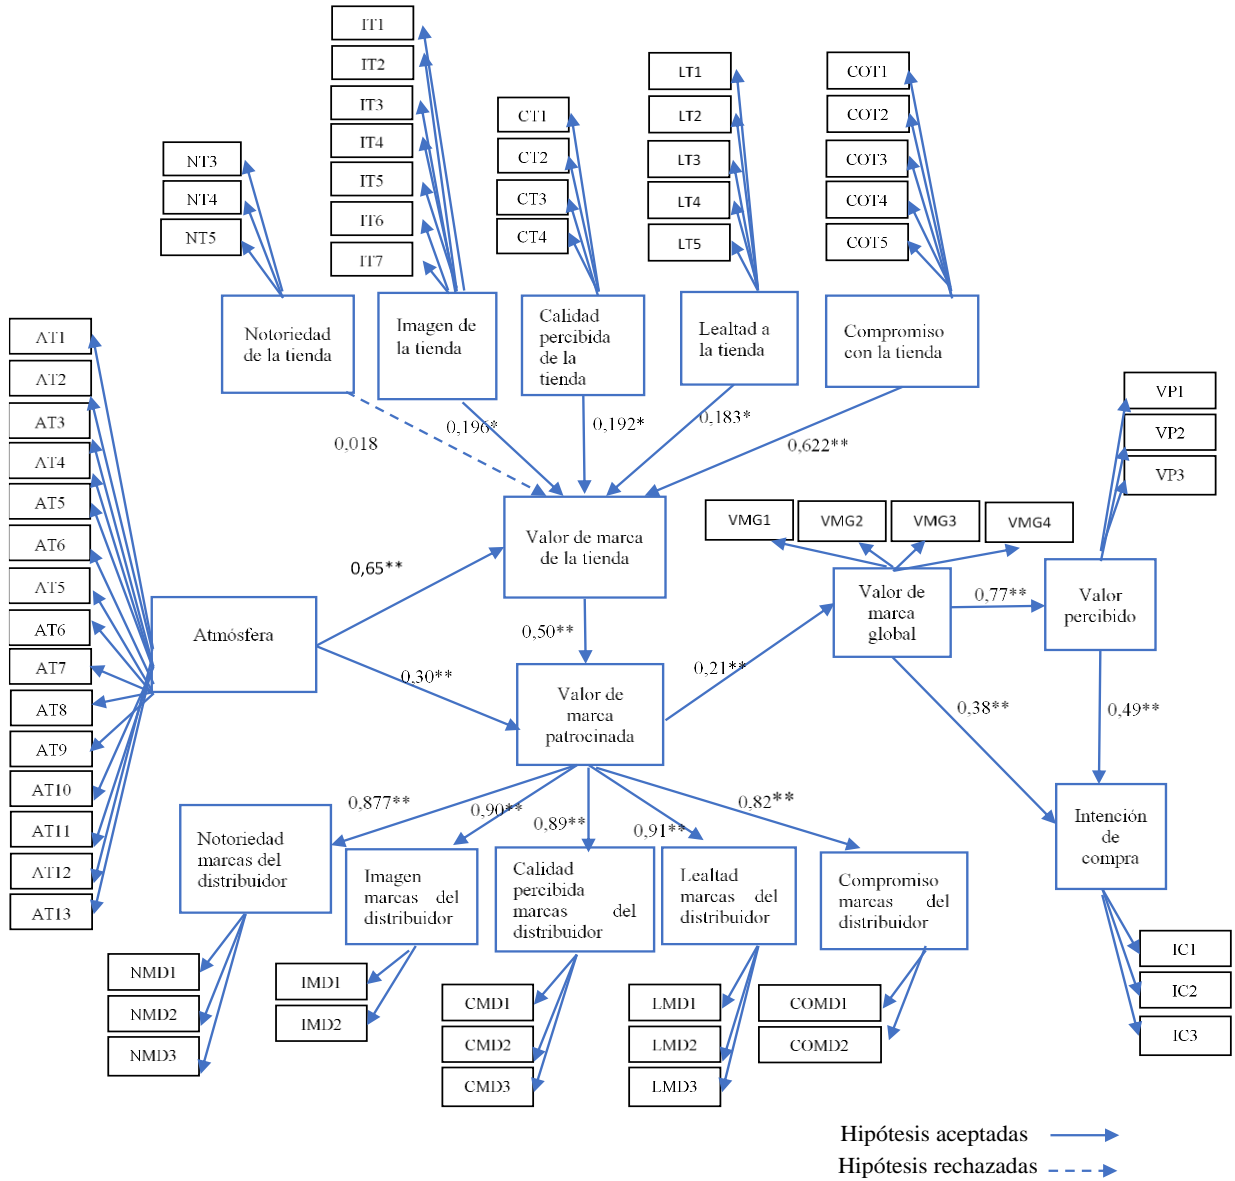 IT1
IT2
IT3
IT4
IT5
IT6
IT7
LT1
LT2
LT3
LT4
LT5
COT1
COT2
COT3
COT4
COT5
CT1
CT2
CT3
CT4
NT3
NT4
NT5
Notoriedad
de la tienda
Imagen de
la tienda
Calidad
percibida
de la
tienda
Lealtad a
la tienda
Compromiso
con la tienda
AT1
AT2
AT3
AT4
AT5
AT6
AT5
AT6
AT7
AT8
AT9
AT10
AT11
AT12
AT13
VP1
VP2
VP3
0,018
0,196*
0,192*
0,183*
0,622**
Valor de marca
de la tienda
VMG1
VMG2
VMG3
VMG4
0,65**
Atmósfera
0,50**
0,30**
Valor de
marca
patrocinada
0,21**
Valor de
marca
global
0,77**
Valor
percibido
0,38**
0,49**
0,877**
0,90**
0,89**
0,91**
0,82**
Notoriedad
marcas del
distribuidor
Imagen
marcas del
distribuidor
Calidad
percibida
marcas del
distribuidor
Lealtad
marcas del
distribuidor
Compromiso
marcas del
distribuidor
Intención
de
compra
NMD1
NMD2
NMD3
IMD1
IMD2
CMD1
CMD2
CMD3
LMD1
LMD2
LMD3
COMD1
COMD2
IC1
IC2
IC3
Hipótesis aceptadas
Hipótesis rechazadas